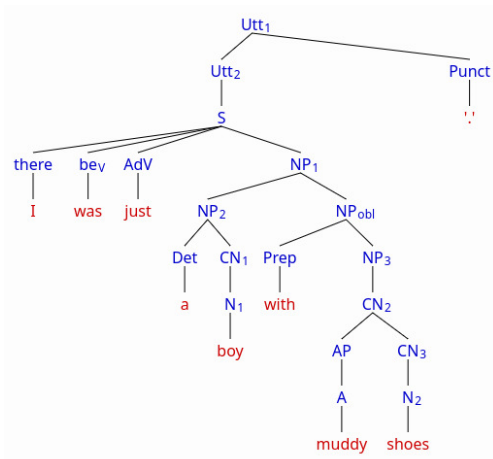 Utt1
Utt2 Punct
S '.'
there beV AdV NP1
I was just NP2 NPobl
Det CN1 Prep NP3
a N1 with CN2
boy AP CN3
A N2
muddy shoes